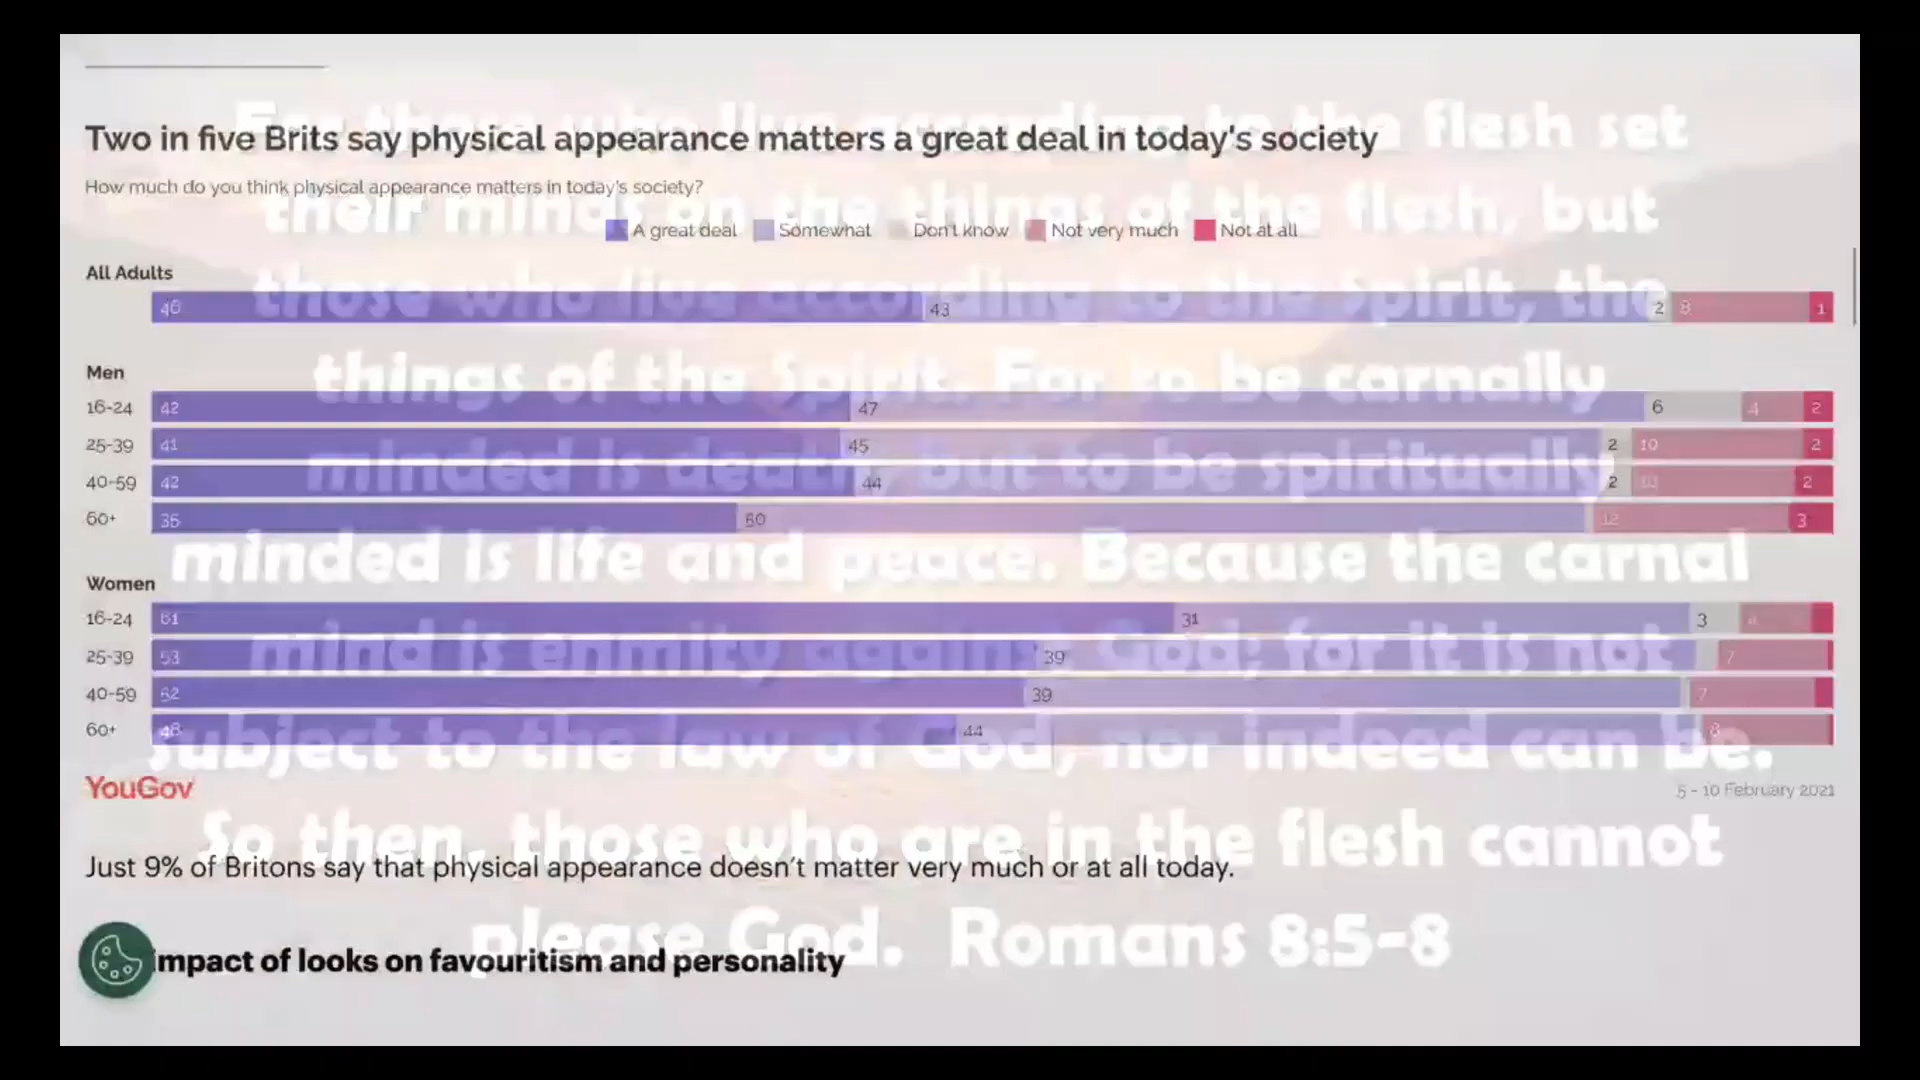 Two in five Brits say physical appearance matters a great deal in today's society
How much do you think physical appearance matters in today's society?
A great deal Somewhat Don't know Not very much Not at all
All Adults
46 43 2 8 1
Men
16-24 42 47 6 4 2
25-39 41 45 2 10 2
40-59 42 44 2 10 2
60+ 35 50 12 3
Women
16-24 61 31 3 4
25-39 53 39 7
40-59 52 39 7
60+ 48 44 8
YouGov
5 - 10 February 2021
Just 9% of Britons say that physical appearance doesn't matter very much or at all today.
impact of looks on favouritism and personality
For those who live according to the flesh set
their minds on the things of the flesh, but
those who live according to the Spirit, the
things of the Spirit. For to be carnally
minded is death, but to be spiritually
minded is life and peace. Because the carnal
mind is enmity against God; for it is not
subject to the law of God, nor indeed can be.
So then, those who are in the flesh cannot
please God. Romans 8:5-8